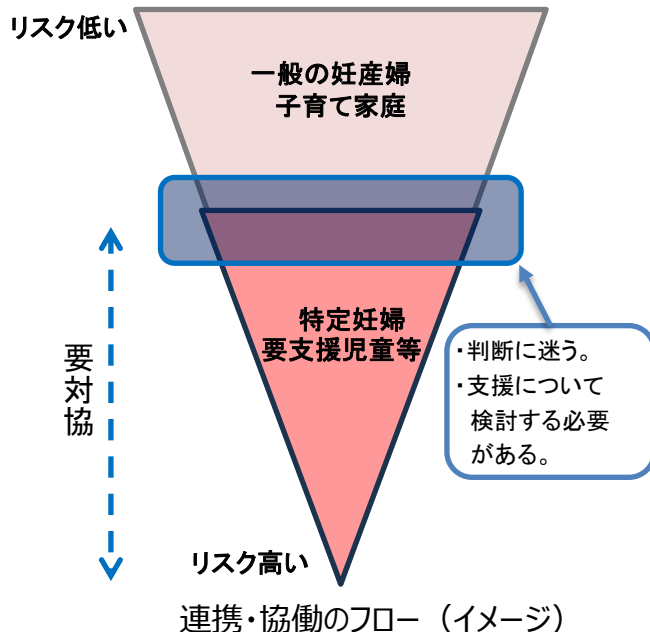 リスク低い
一般の妊産婦
子育て家庭
特定妊婦
要支援児童等
・判断に迷う。
・支援について
検討する必要
がある。
要対協
リスク高い
連携・協働のフロー（イメージ）